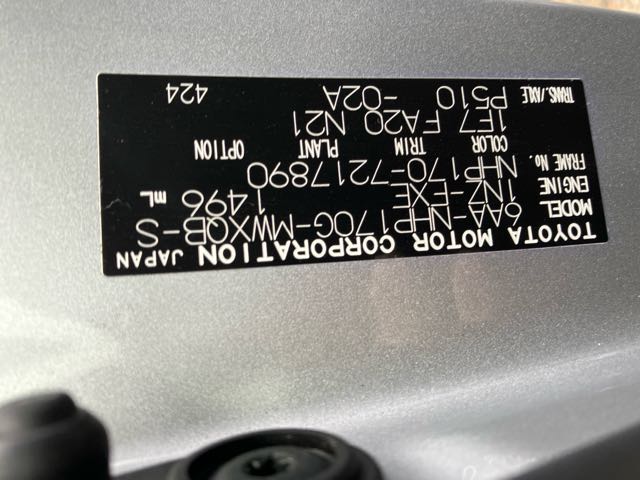 TOYOTA MOTOR CORPORATION JAPAN
MODEL 6AA-NHP170G-MWXQB-S
ENGINE 1NZ-FXE 1496 mL
FRAME No. NHP170-7217890
COLOR TRIM PLANT OPTION
1E7 FA20 N21
TRANS./AXLE P510 -02A 424